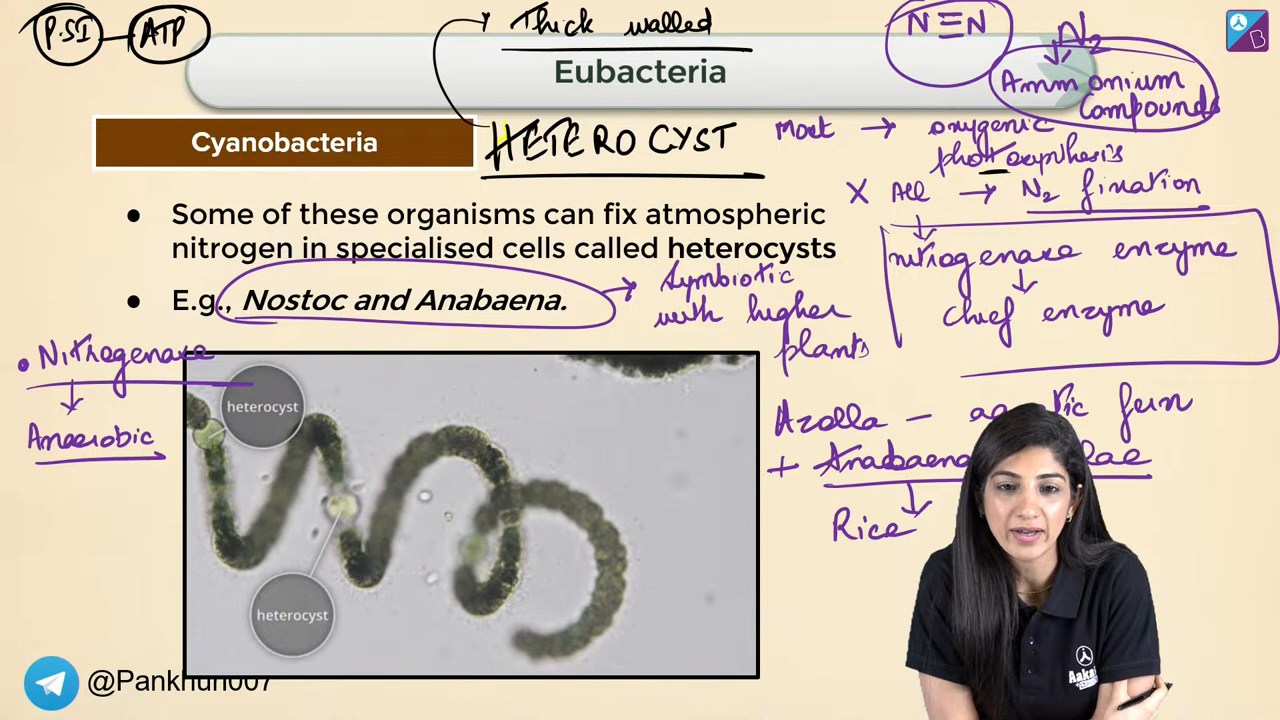 P.SI — ATP
Thick walled
N≡N
N₂
Eubacteria
Ammonium
Compounds
Cyanobacteria
HETEROCYST
Most → oxygenic
photosynthesis
X All → N₂ fixation
● Some of these organisms can fix atmospheric
nitrogen in specialised cells called heterocysts
nitrogenase enzyme
chief enzyme
● E.g., Nostoc and Anabaena.
Symbiotic
with higher
plants
• Nitrogenase
Anaerobic
heterocyst
heterocyst
Azolla – fern
+ Anabaena
Rice
@Pankhuri007
Aakash
B